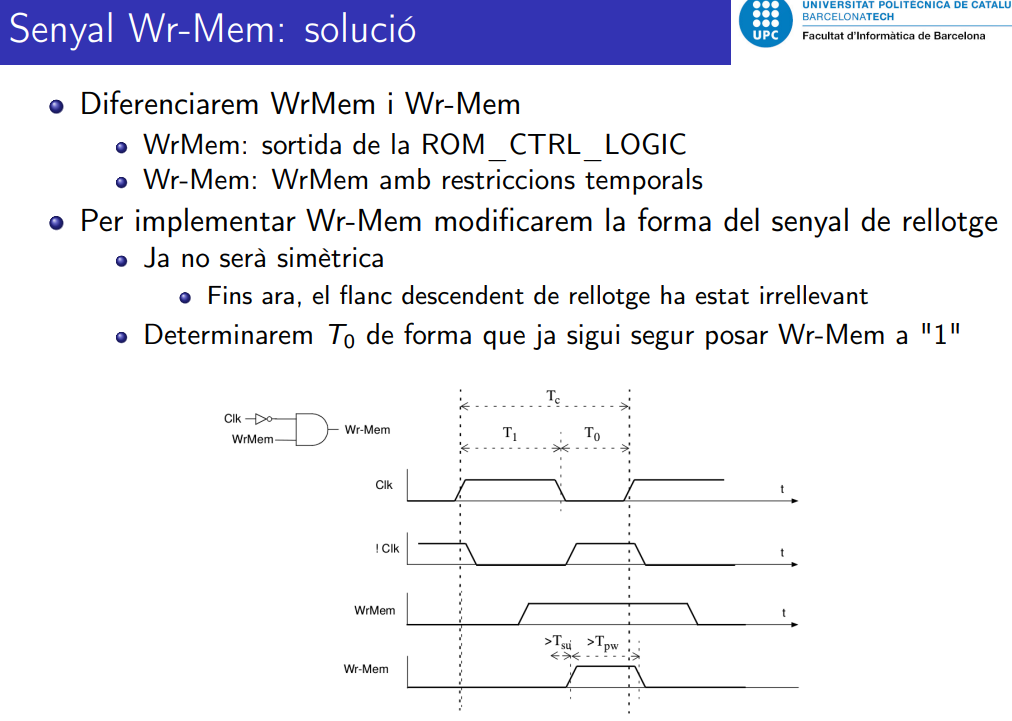 Senyal Wr-Mem: solució
UNIVERSITAT POLITÈCNICA DE CATALU
BARCELONATECH
Facultat d'Informàtica de Barcelona
UPC
Diferenciarem WrMem i Wr-Mem
WrMem: sortida de la ROM_CTRL_LOGIC
Wr-Mem: WrMem amb restriccions temporals
Per implementar Wr-Mem modificarem la forma del senyal de rellotge
Ja no serà simètrica
Fins ara, el flanc descendent de rellotge ha estat irrellevant
Determinarem T0 de forma que ja sigui segur posar Wr-Mem a "1"
Tc
Clk
WrMem
Wr-Mem
T1
T0
Clk
t
! Clk
t
WrMem
t
>Tsu
>Tpw
Wr-Mem